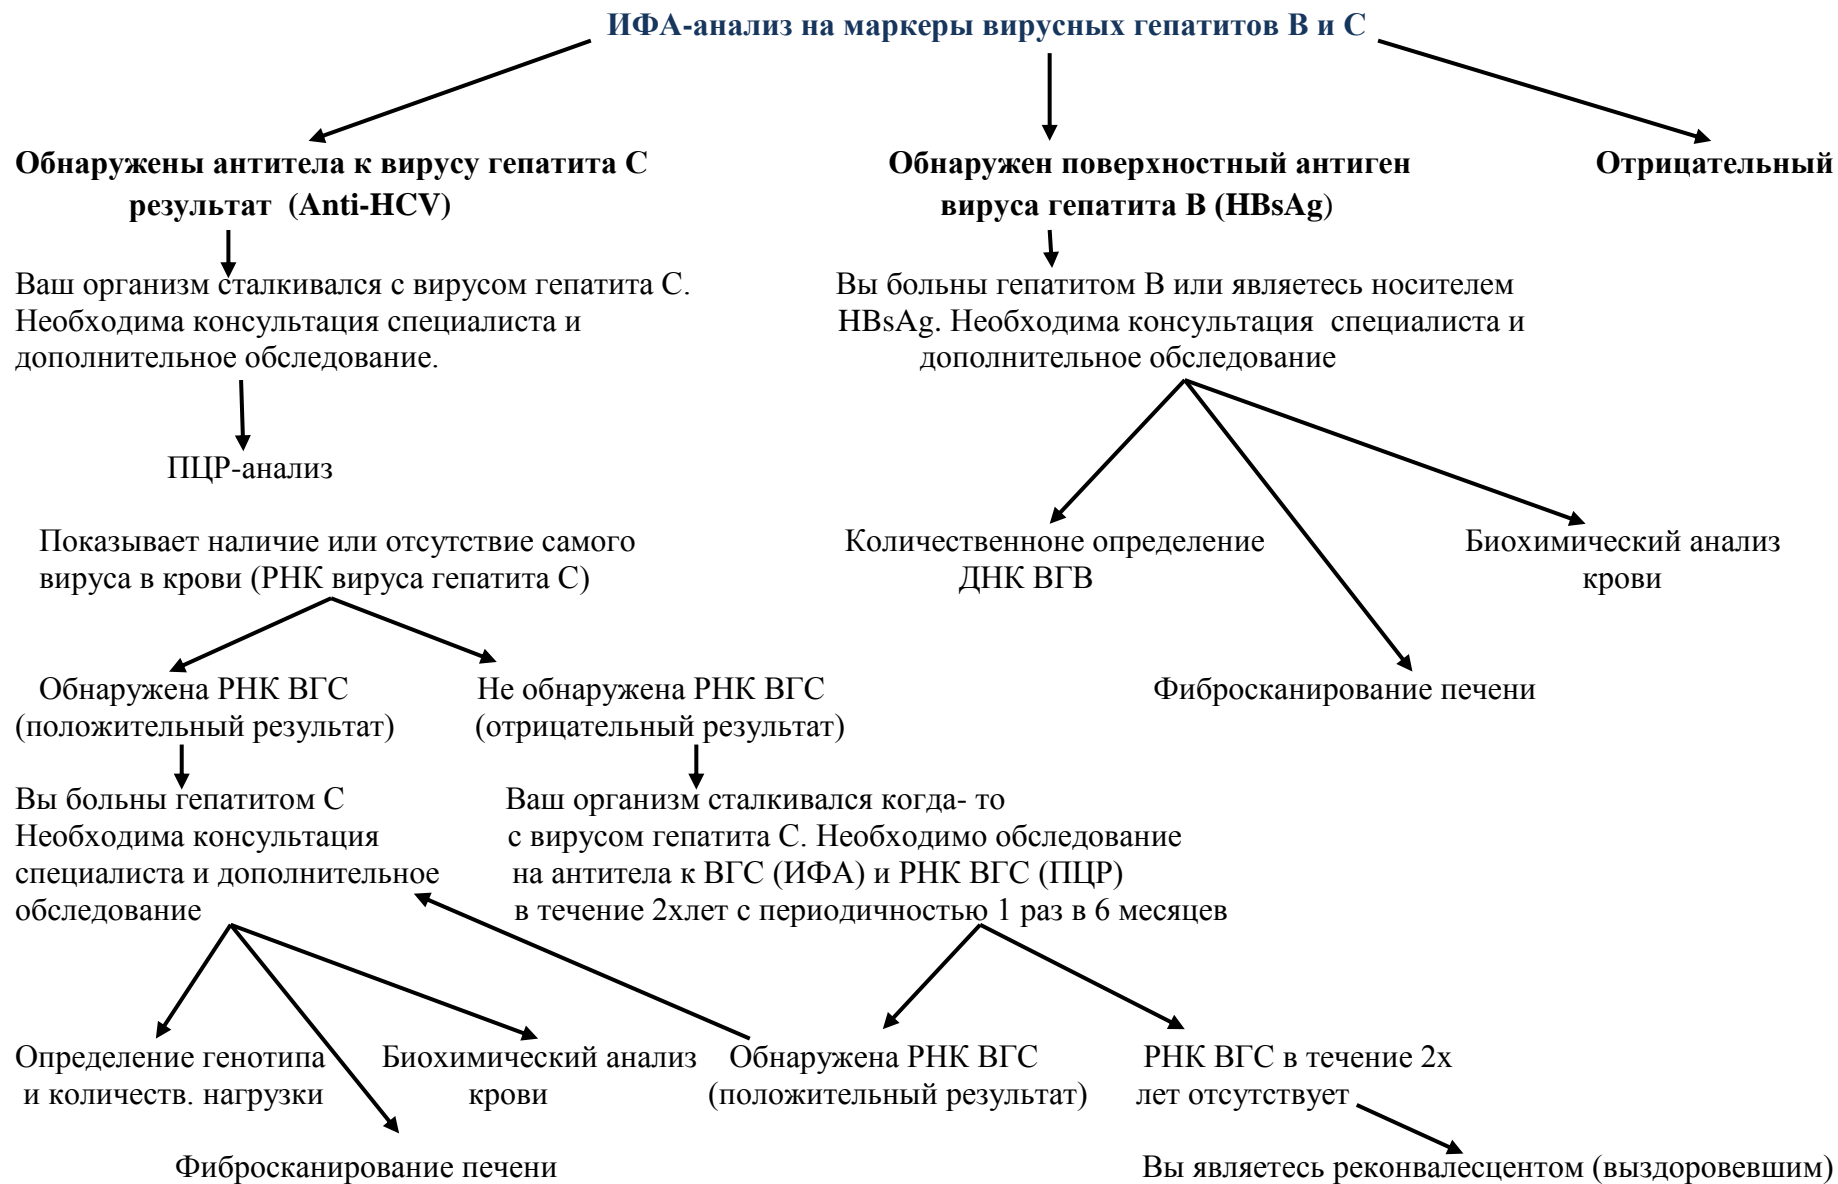 ИФА-анализ на маркеры вирусных гепатитов В и С
Обнаружены антитела к вирусу гепатита С
результат (Anti-HCV)
Обнаружен поверхностный антиген
вируса гепатита В (HBsAg)
Отрицательный
Ваш организм сталкивался с вирусом гепатита С.
Необходима консультация специалиста и
дополнительное обследование.
Вы больны гепатитом В или являетесь носителем
HBsAg. Необходима консультация специалиста и
дополнительное обследование
ПЦР-анализ
Показывает наличие или отсутствие самого
вируса в крови (РНК вируса гепатита С)
Количественноне определение
ДНК ВГВ
Биохимический анализ
крови
Обнаружена РНК ВГС
(положительный результат)
Не обнаружена РНК ВГС
(отрицательный результат)
Фибросканирование печени
Вы больны гепатитом С
Необходима консультация
специалиста и дополнительное
обследование
Ваш организм сталкивался когда- то
с вирусом гепатита С. Необходимо обследование
на антитела к ВГС (ИФА) и РНК ВГС (ПЦР)
в течение 2хлет с периодичностью 1 раз в 6 месяцев
Определение генотипа
и количеств. нагрузки
Биохимический анализ
крови
Обнаружена РНК ВГС
(положительный результат)
РНК ВГС в течение 2х
лет отсутствует
Фибросканирование печени
Вы являетесь реконвалесцентом (выздоровевшим)